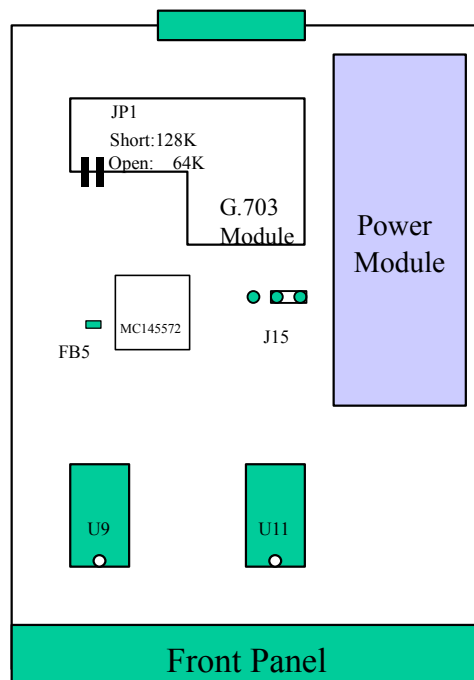 JP1
Short:128K
Open: 64K
G.703
Module
Power
Module
MC145572
FB5
J15
U9
U11
Front Panel